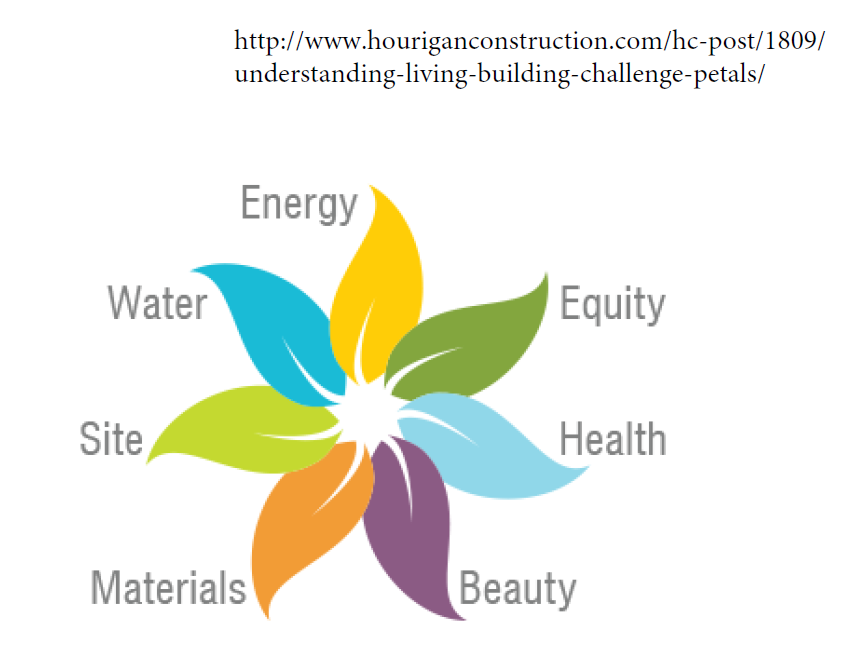 http://www.houriganconstruction.com/hc-post/1809/
understanding-living-building-challenge-petals/
Energy
Water
Equity
Site
Health
Materials
Beauty